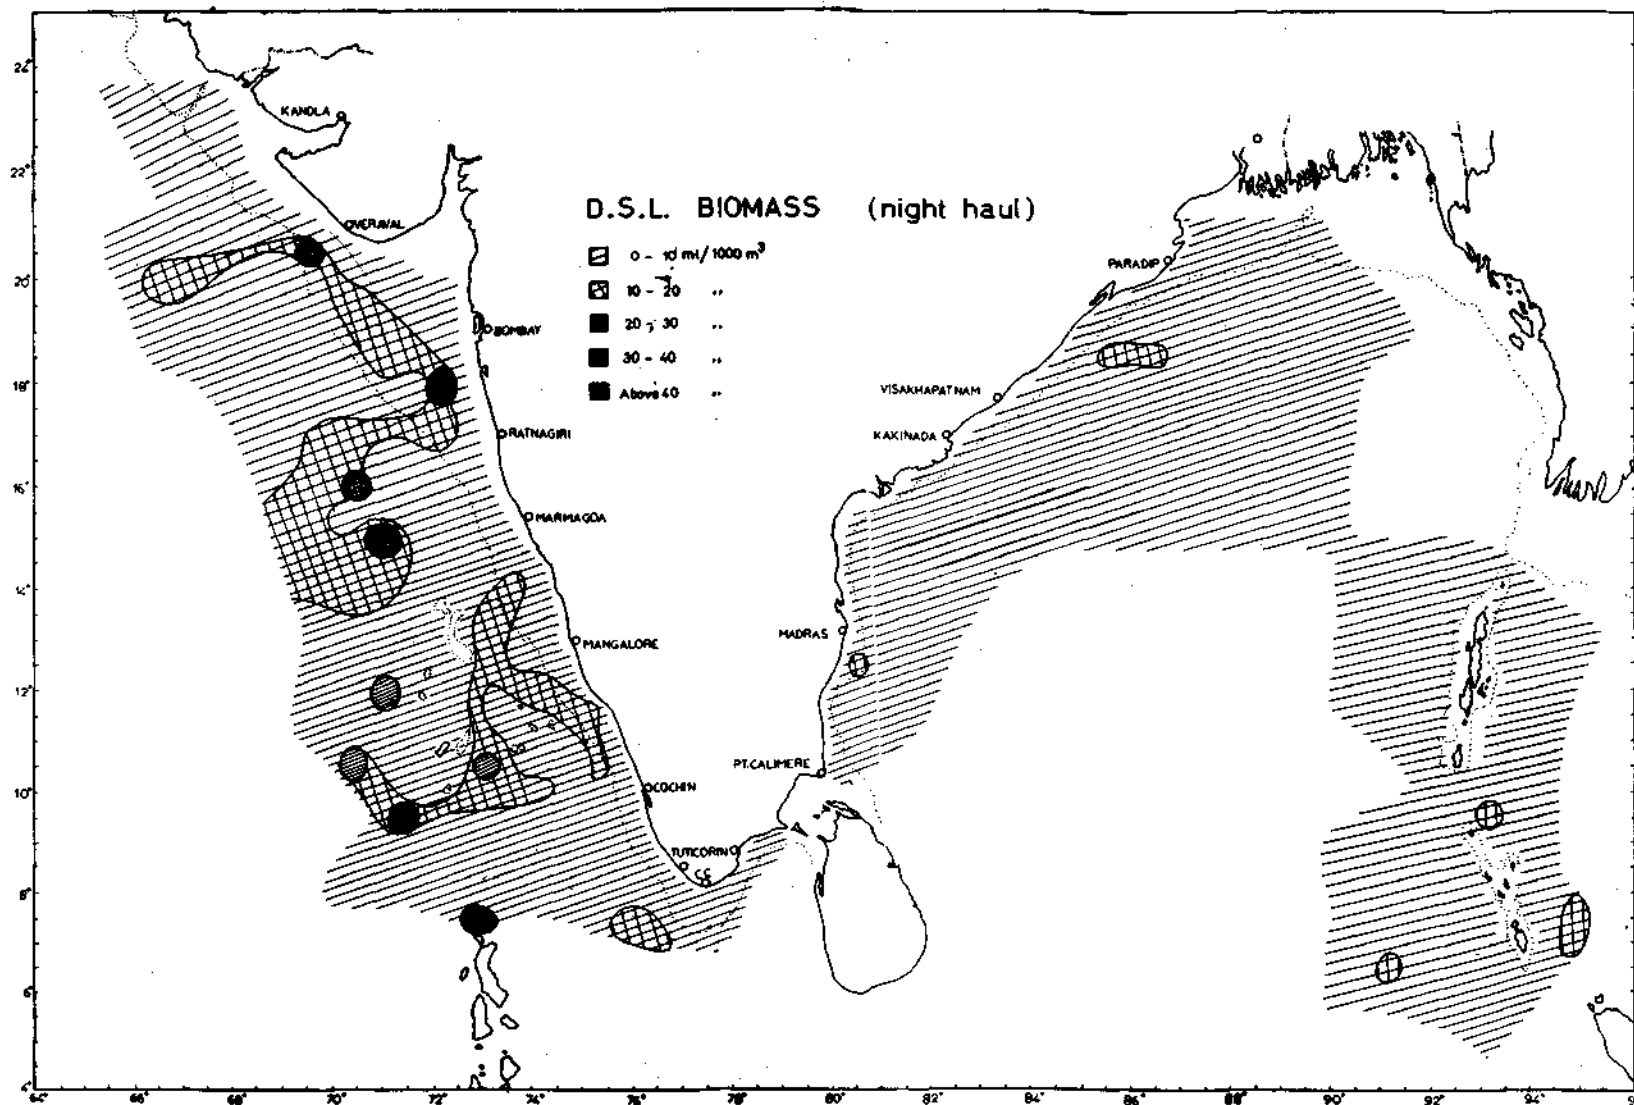 D.S.L. BIOMASS (night haul)
0 - 10 ml/1000 m³
10 - 20 "
20 - 30 "
30 - 40 "
Above 40 "
KANDLA
VERAVAL
BOMBAY
RATNAGIRI
MARMAGOA
MANGALORE
COCHIN
TUTICORIN
PARADIP
VISAKHAPATNAM
KAKINADA
MADRAS
PT. CALIMERE
22°
20°
18°
16°
14°
12°
10°
8°
6°
4°
64
66°
68°
70°
72°
74°
76°
78°
80°
82°
84°
86°
88°
90°
92°
94°